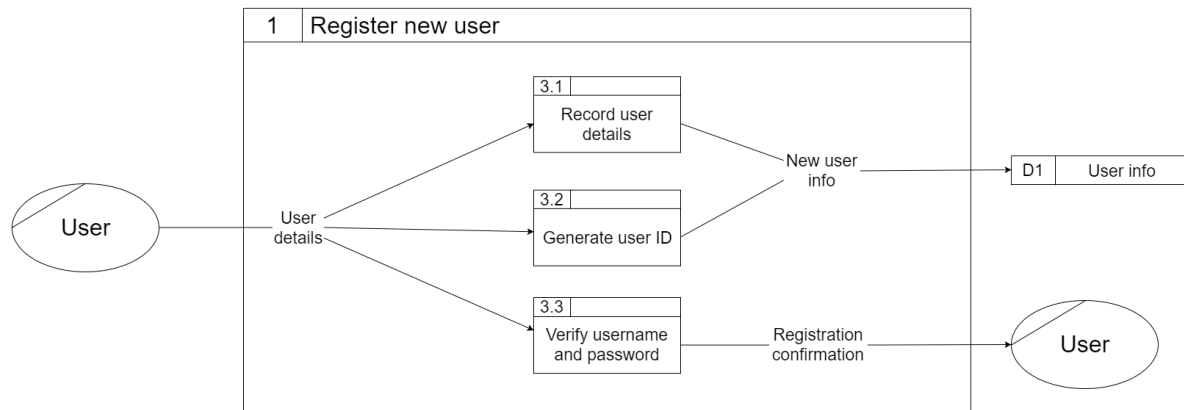 1 Register new user
3.1
Record user
details
New user
info
D1 User info
3.2
Generate user ID
User
User
details
3.3
Verify username
and password
Registration
confirmation
User